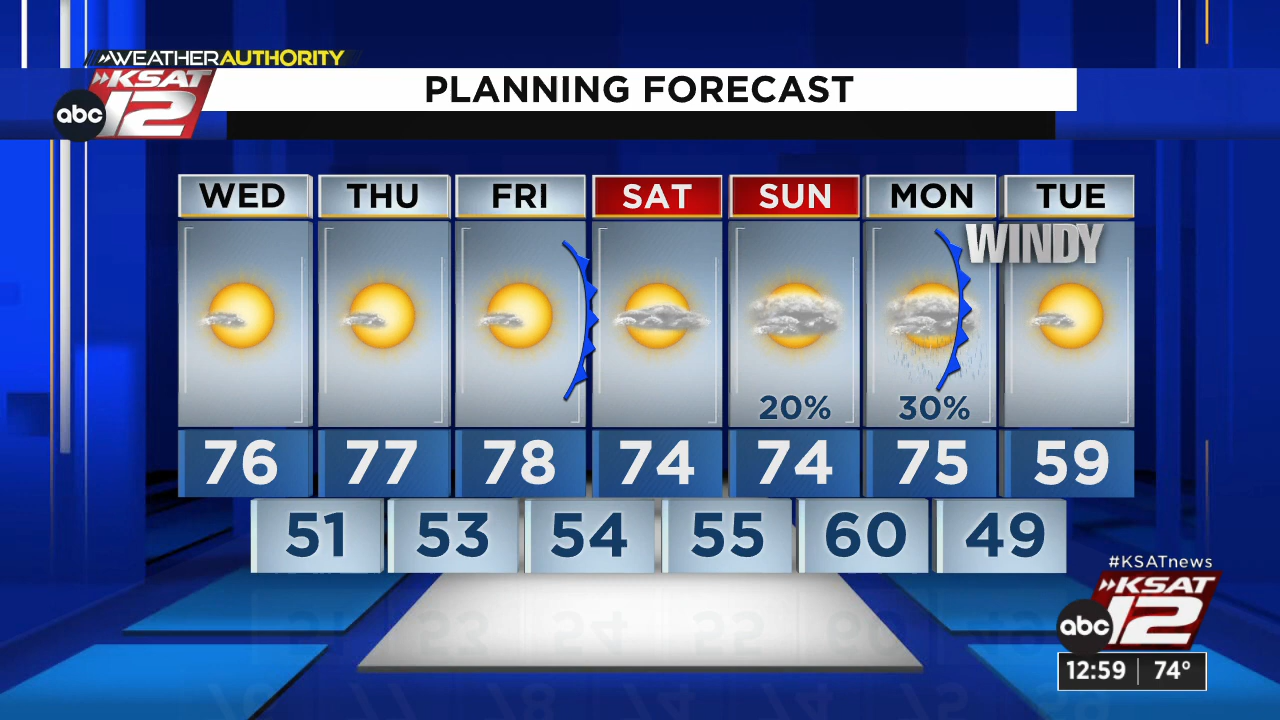 WEATHERAUTHORITY
KSAT
abc 12
PLANNING FORECAST
WED THU FRI SAT SUN MON TUE
WINDY
20% 30%
76 77 78 74 74 75 59
51 53 54 55 60 49
#KSATnews
KSAT
abc 12
12:59 74°